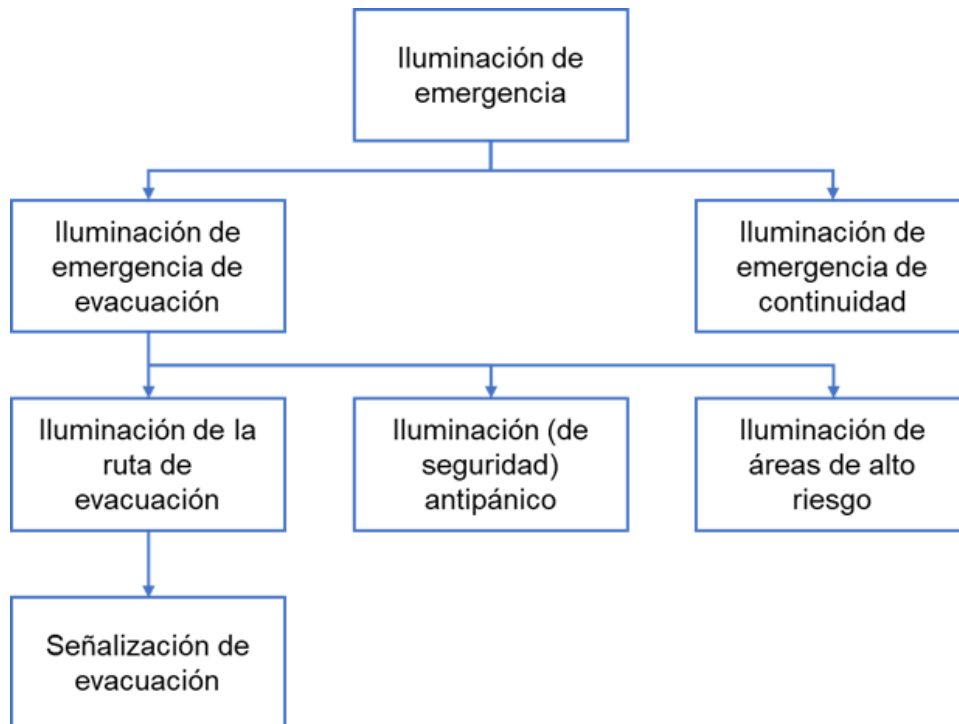 Iluminación de
emergencia
Iluminación de
emergencia de
evacuación
Iluminación de
emergencia de
continuidad
Iluminación de la
ruta de
evacuación
Iluminación (de
seguridad)
antipánico
Iluminación de
áreas de alto
riesgo
Señalización de
evacuación